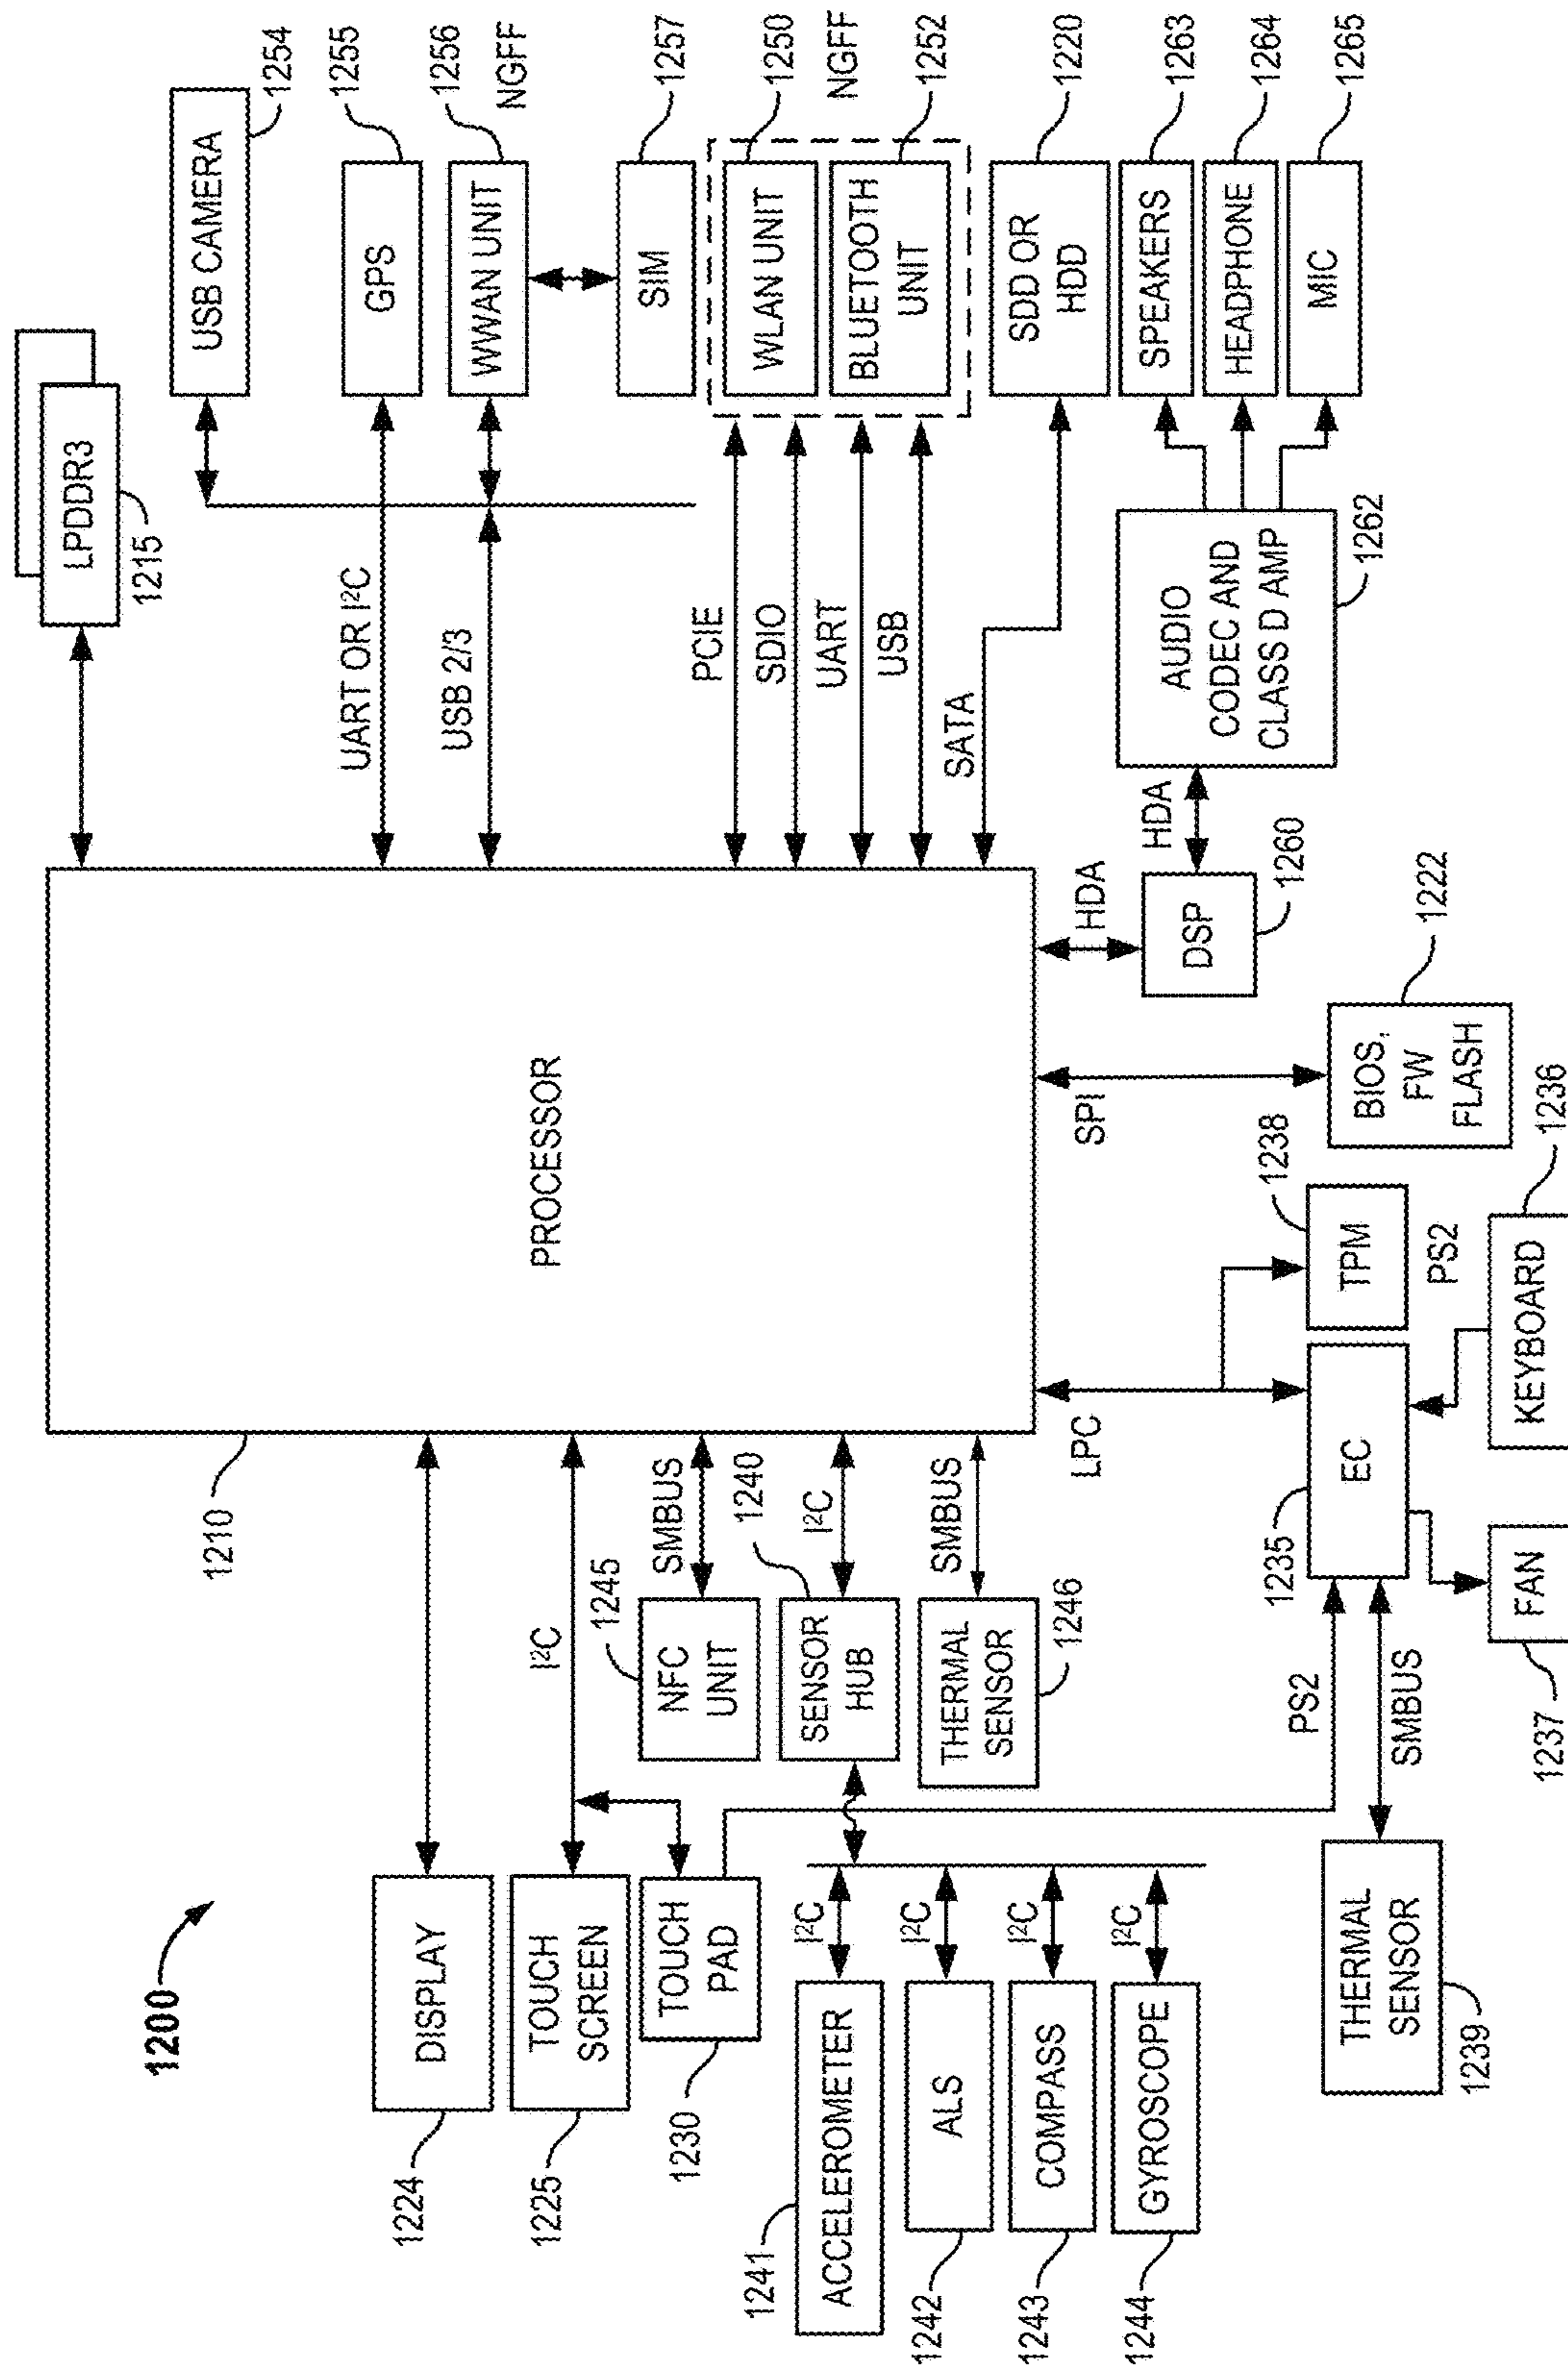 1200
LPDDR3
1215
USB CAMERA
1254
UART OR I²C
GPS
1255
USB 2/3
WWAN UNIT
1256
NGFF
SIM
1257
PCIE
SDIO
UART
USB
WLAN UNIT
1250
NGFF
BLUETOOTH
UNIT
1252
SATA
SDD OR
HDD
1220
SPEAKERS
1263
HEADPHONE
1264
MIC
1265
AUDIO
CODEC AND
CLASS D AMP
1262
HDA
HDA
DSP
1260
PROCESSOR
1210
DISPLAY
1224
I²C
TOUCH
SCREEN
1225
TOUCH
PAD
1230
SMBUS
1245
NFC
UNIT
1240
I²C
SENSOR
HUB
SMBUS
THERMAL
SENSOR
1246
I²C
ACCELEROMETER
1241
I²C
ALS
1242
I²C
COMPASS
1243
I²C
GYROSCOPE
1244
LPC
SPI
BIOS,
FW
FLASH
1222
TPM
1238
EC
1235
PS2
KEYBOARD
1236
PS2
SMBUS
FAN
1237
THERMAL
SENSOR
1239